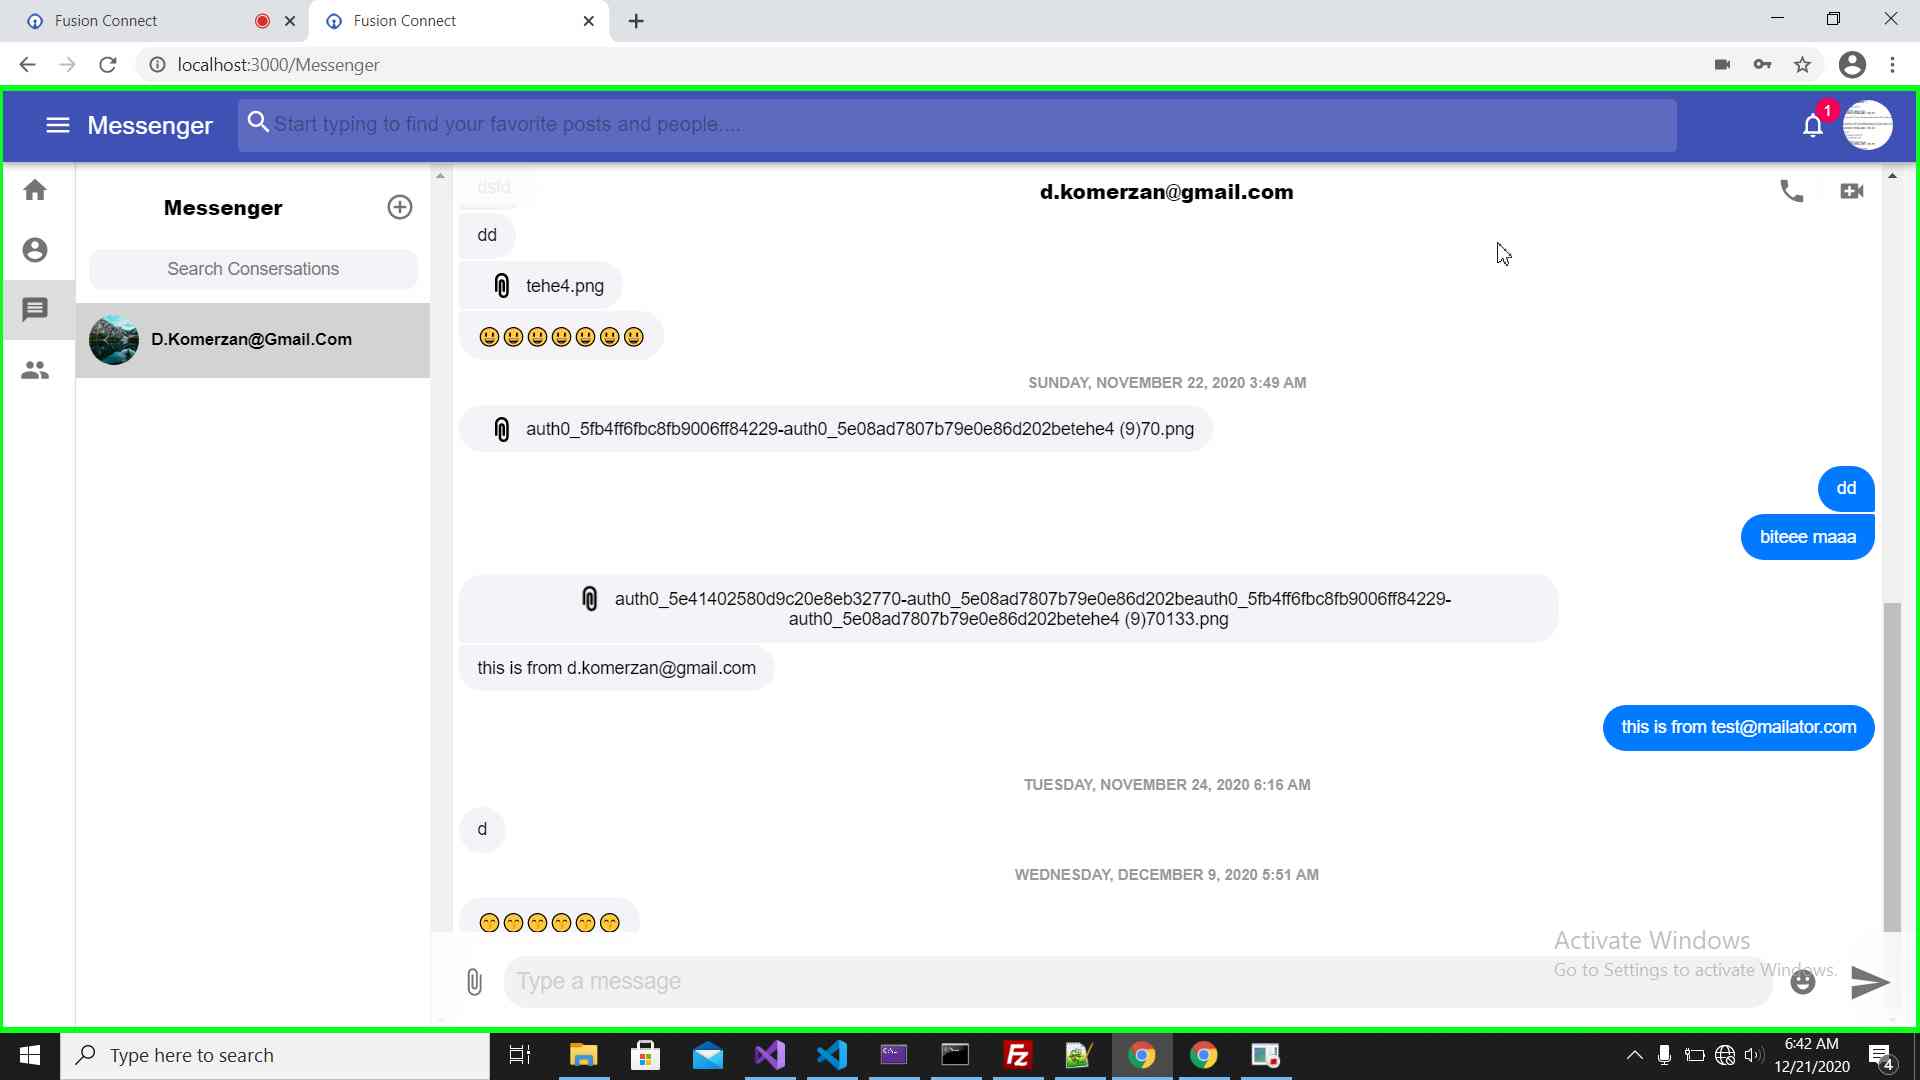 Fusion Connect
Fusion Connect
localhost:3000/Messenger
Messenger
Start typing to find your favorite posts and people....
1
Messenger
Search Consersations
D.Komerzan@Gmail.Com
d.komerzan@gmail.com
dsfd
dd
tehe4.png
SUNDAY, NOVEMBER 22, 2020 3:49 AM
auth0_5fb4ff6fbc8fb9006ff84229-auth0_5e08ad7807b79e0e86d202betehe4 (9)70.png
dd
biteee maaa
auth0_5e41402580d9c20e8eb32770-auth0_5e08ad7807b79e0e86d202beauth0_5fb4ff6fbc8fb9006ff84229-
auth0_5e08ad7807b79e0e86d202betehe4 (9)70133.png
this is from d.komerzan@gmail.com
this is from test@mailator.com
TUESDAY, NOVEMBER 24, 2020 6:16 AM
d
WEDNESDAY, DECEMBER 9, 2020 5:51 AM
Type a message
Activate Windows
Go to Settings to activate Windows.
Type here to search
6:42 AM
12/21/2020
4